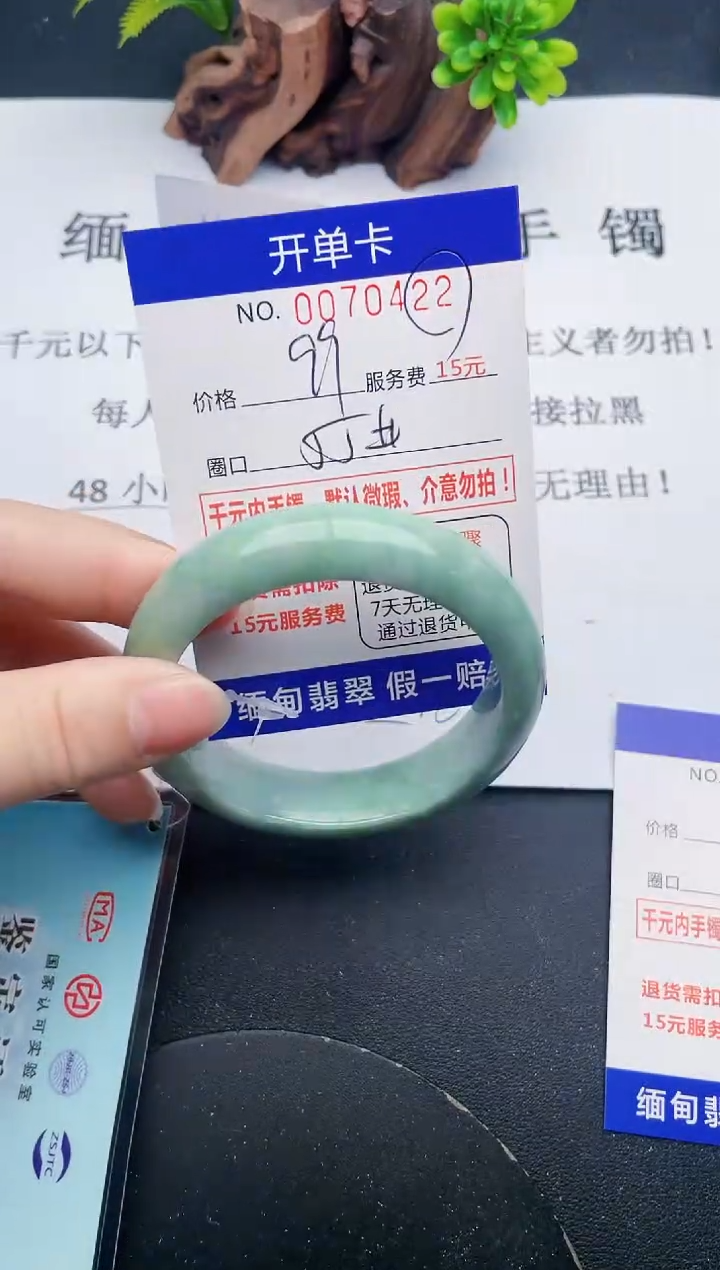 缅
手 镯
开单卡
NO. 0070422
千元以下
主义者勿拍！
价格 99 服务费 15元
每人
接拉黑
圈口
48 小
无理由！
千元内手镯、默认微瑕、介意勿拍！
7天无理
15元服务费
通过退货
缅甸翡翠 假一赔
NO.
价格
圈口
千元内手镯
退货需扣
15元服务
缅甸翡
MA
国家认可实验室
ZSJTC